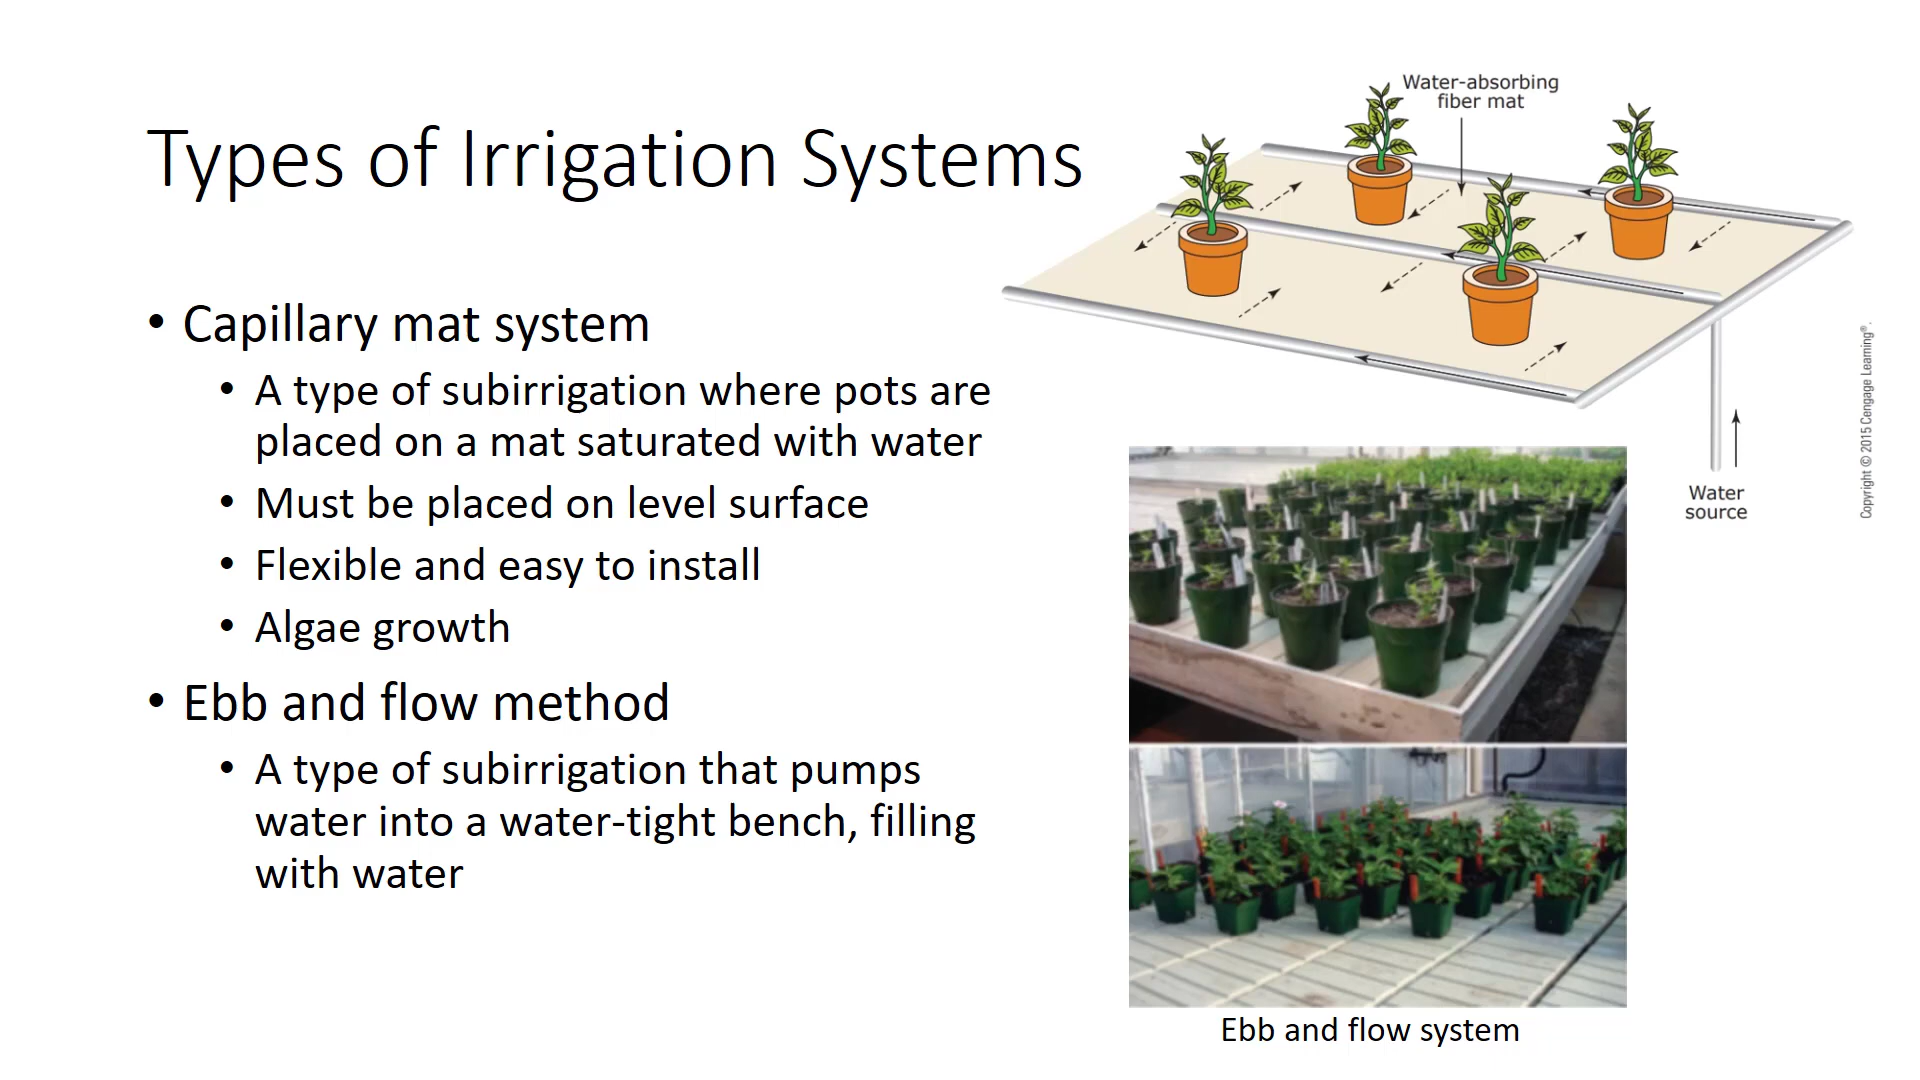 Types of Irrigation Systems
• Capillary mat system
• A type of subirrigation where pots are
placed on a mat saturated with water
• Must be placed on level surface
• Flexible and easy to install
• Algae growth
• Ebb and flow method
• A type of subirrigation that pumps
water into a water-tight bench, filling
with water
Water-absorbing
fiber mat
Water
source
Copyright © 2015 Cengage Learning®.
Ebb and flow system